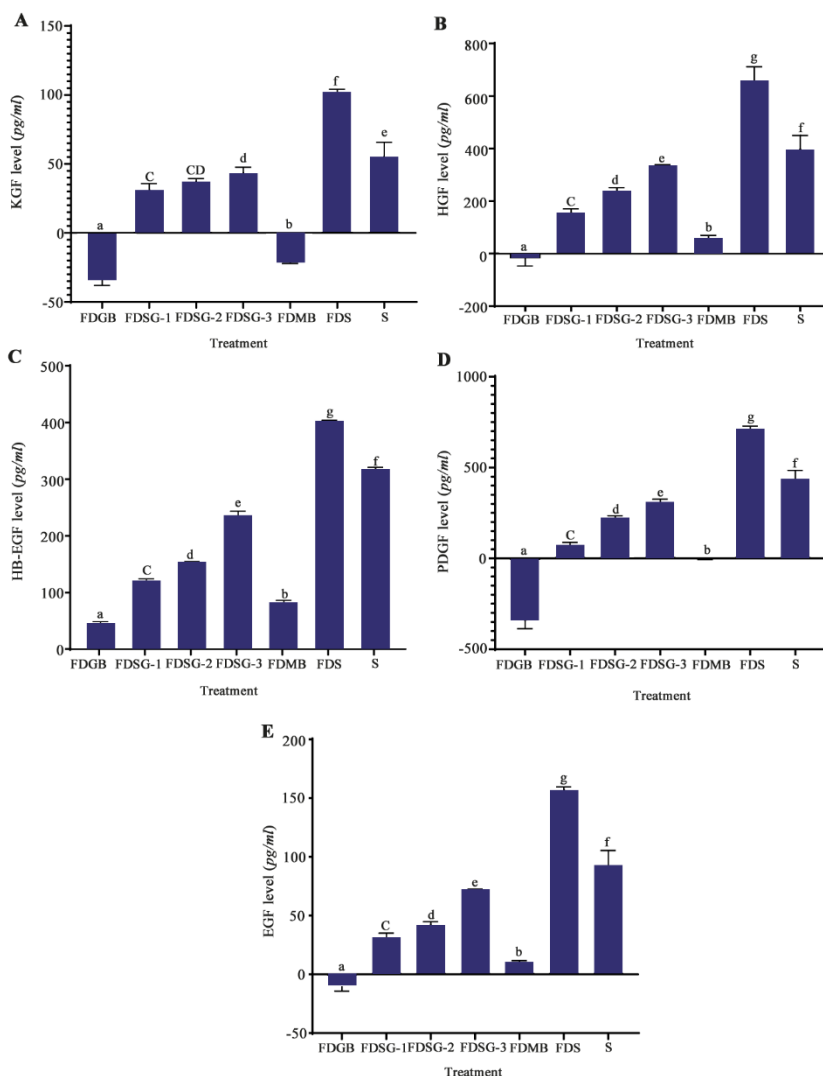 A
KGF level (pg/ml)
150
100
50
0
-50
a
C
CD
d
b
f
e
FDGB FDSG-1 FDSG-2 FDSG-3 FDMB FDS S
Treatment
B
HGF level (pg/ml)
800
600
400
200
0
-200
a
C
d
e
b
g
f
FDGB FDSG-1 FDSG-2 FDSG-3 FDMB FDS S
Treatment
C
HB-EGF level (pg/ml)
500
400
300
200
100
0
a
C
d
e
b
g
f
FDGB FDSG-1 FDSG-2 FDSG-3 FDMB FDS S
Treatment
D
PDGF level (pg/ml)
1000
500
0
-500
a
C
d
e
b
g
f
FDGB FDSG-1 FDSG-2 FDSG-3 FDMB FDS S
Treatment
E
EGF level (pg/ml)
200
150
100
50
0
-50
a
C
d
e
b
g
f
FDGB FDSG-1 FDSG-2 FDSG-3 FDMB FDS S
Treatment